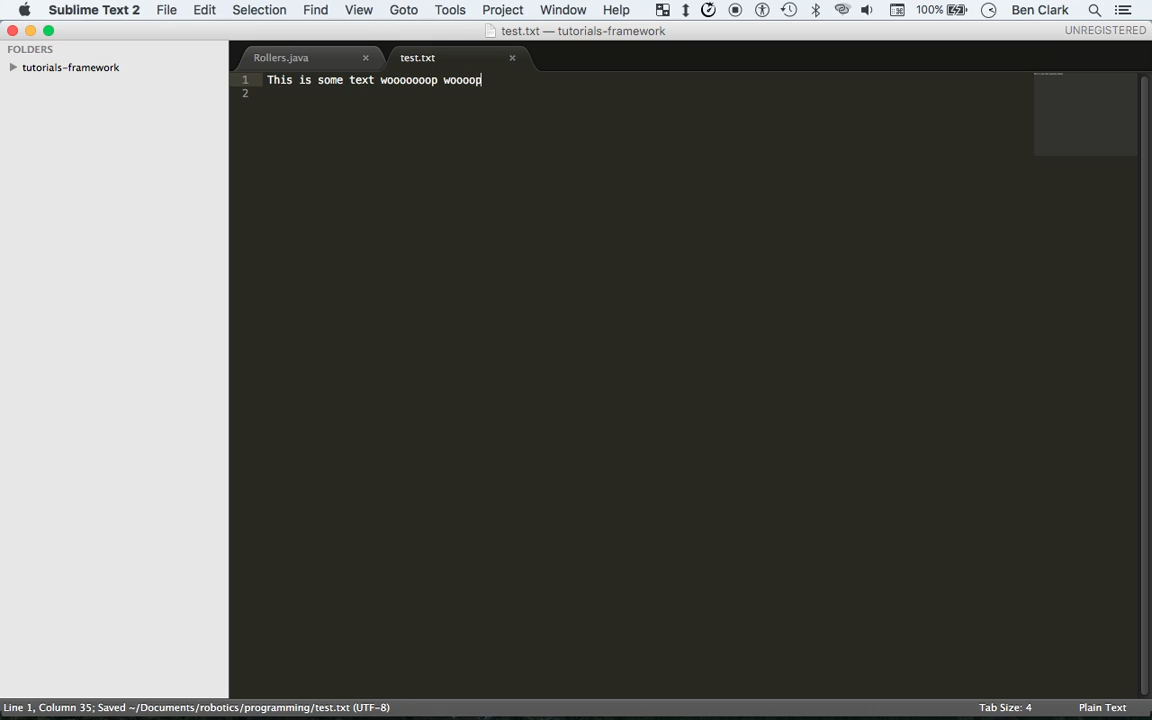 Sublime Text 2 File Edit Selection Find View Goto Tools Project Window Help 100% Ben Clark
test.txt — tutorials-framework UNREGISTERED
FOLDERS
tutorials-framework
Rollers.java × test.txt ×
1 This is some text wooooooop woooop
2
Line 1, Column 35; Saved ~/Documents/robotics/programming/test.txt (UTF-8) Tab Size: 4 Plain Text